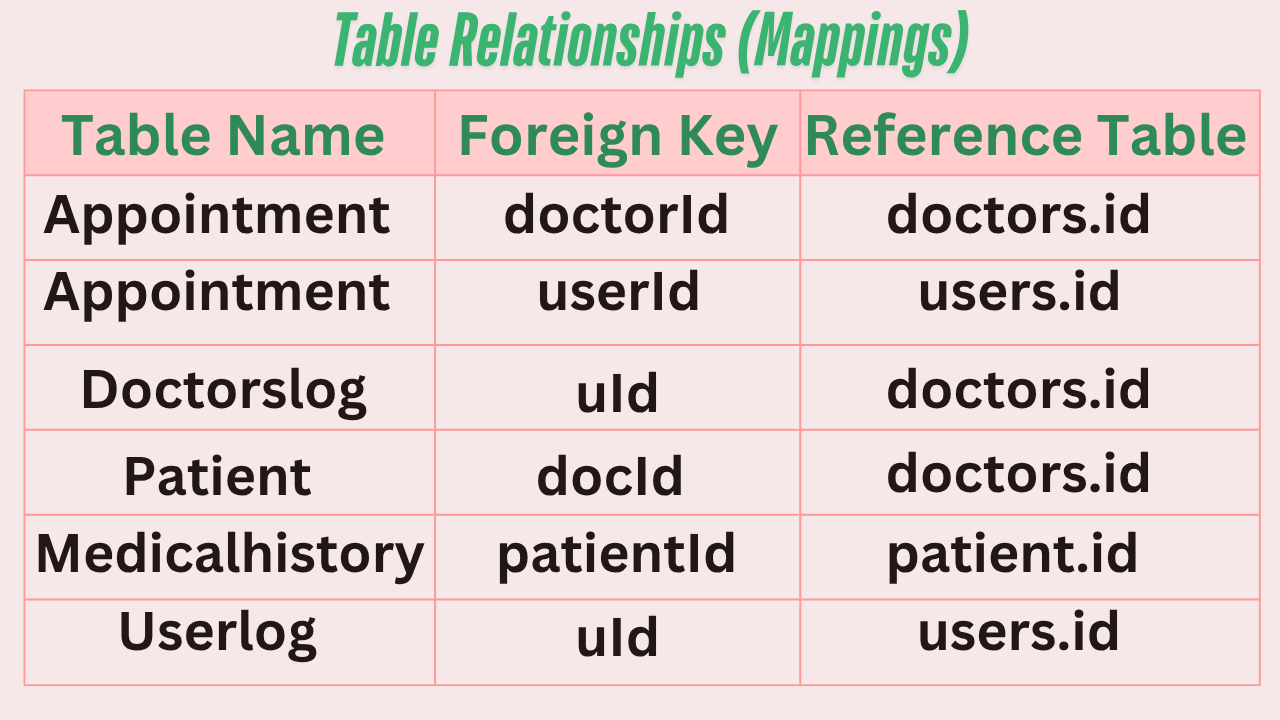 Table Relationships (Mappings)
Table Name Foreign Key Reference Table
Appointment doctorId doctors.id
Appointment userId users.id
Doctorslog uId doctors.id
Patient docId doctors.id
Medicalhistory patientId patient.id
Userlog uId users.id